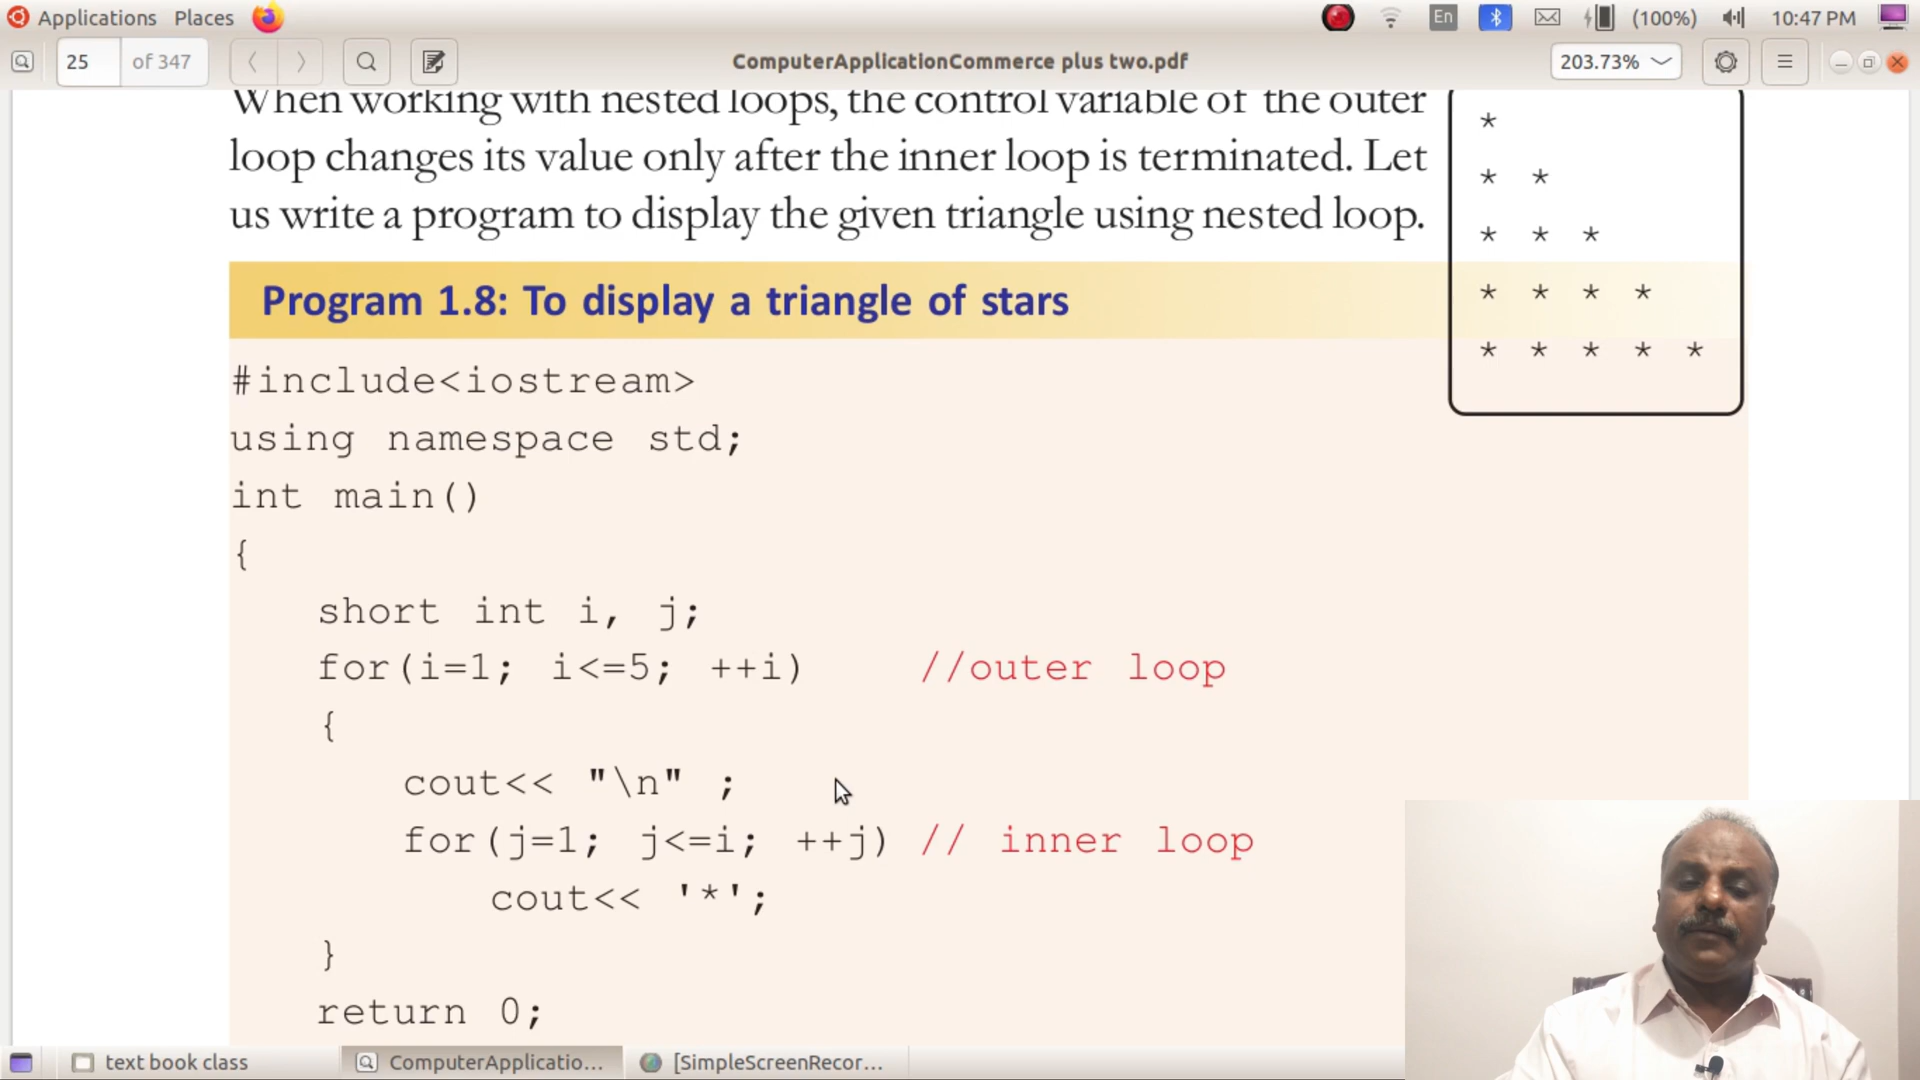 Applications Places En (100%) 10:47 PM
25 of 347 ComputerApplicationCommerce plus two.pdf 203.73%
When working with nested loops, the control variable of the outer
loop changes its value only after the inner loop is terminated. Let
us write a program to display the given triangle using nested loop.
*
* *
* * *
* * * *
* * * * *
Program 1.8: To display a triangle of stars
#include<iostream>
using namespace std;
int main()
{
short int i, j;
for(i=1; i<=5; ++i) //outer loop
{
cout<< "\n" ;
for(j=1; j<=i; ++j) // inner loop
cout<< '*';
}
return 0;
text book class ComputerApplicatio... [SimpleScreenRecor...